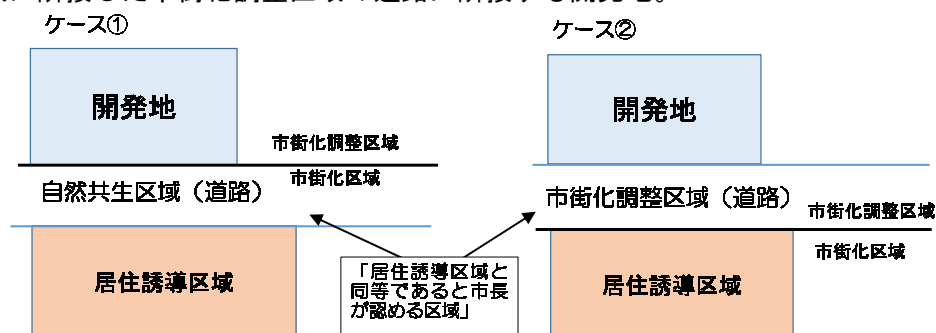 ケース①
ケース②
開発地
開発地
市街化調整区域
市街化区域
自然共生区域（道路）
市街化調整区域（道路）
市街化調整区域
市街化区域
居住誘導区域
「居住誘導区域と
同等であると市長
が認める区域」
居住誘導区域